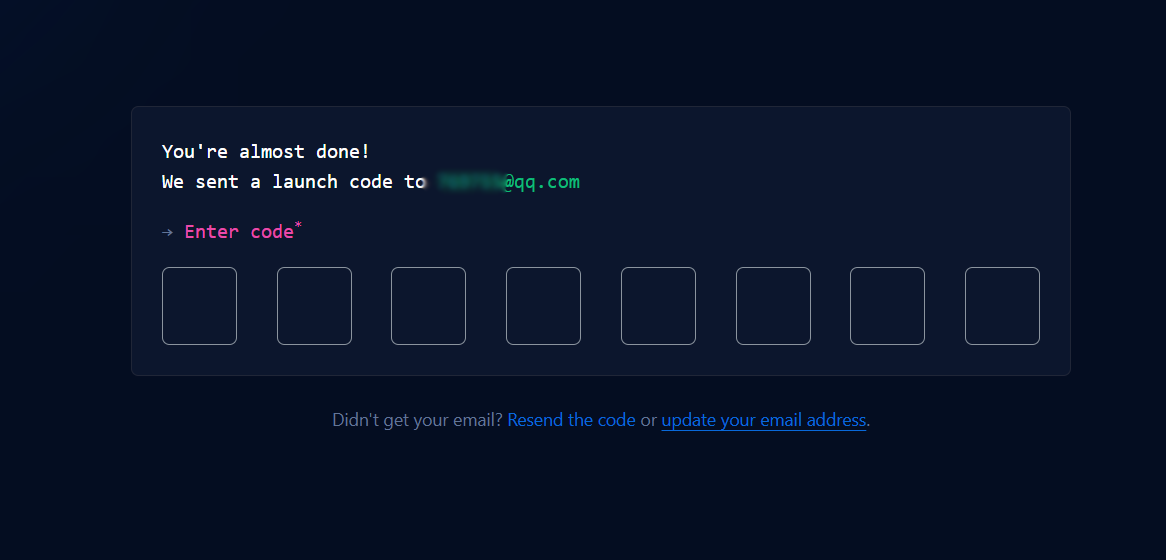 You're almost done!
We sent a launch code to @qq.com
→ Enter code*
Didn't get your email? Resend the code or update your email address.